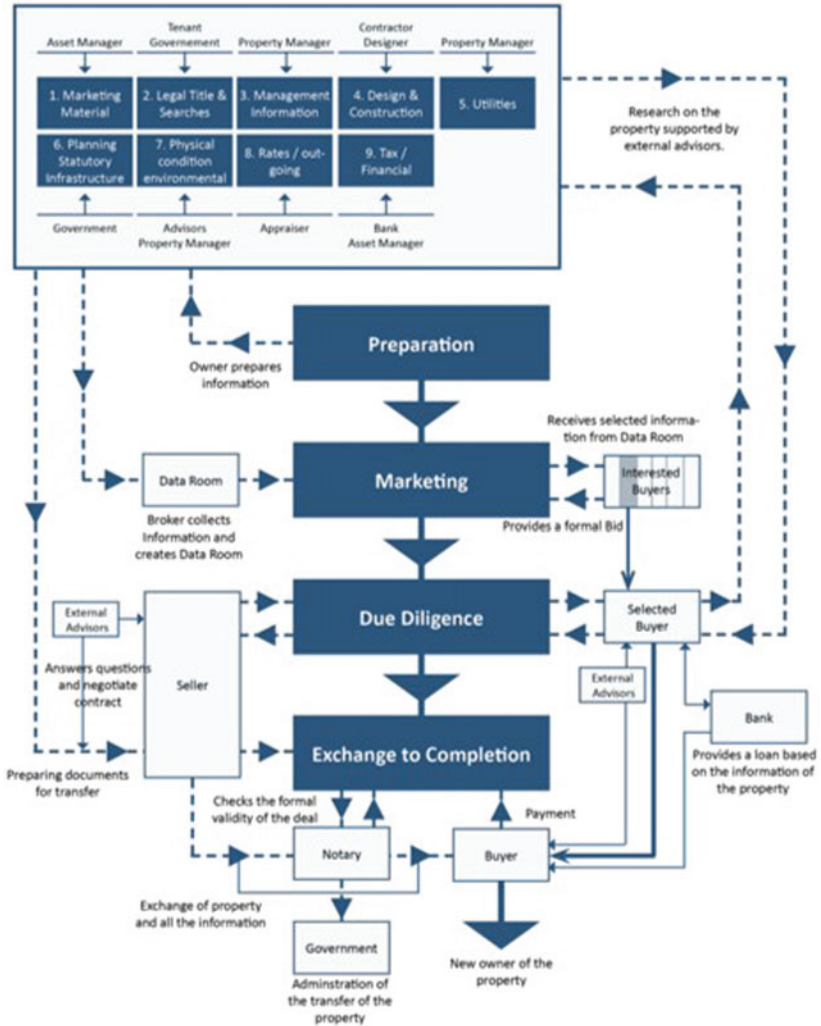 Asset Manager
Tenant
Governement
Property Manager
Contractor
Designer
Property Manager
1. Marketing
Material
2. Legal Title &
Searches
3. Management
Information
4. Design &
Construction
5. Utilities
6. Planning
Statutory
Infrastructure
7. Physical
condition
environmental
8. Rates / out-
going
9. Tax /
Financial
Government
Advisors
Property Manager
Appraiser
Bank
Asset Manager
Research on the
property supported by
external advisors.
Preparation
Owner prepares
information
Receives selected informa-
tion from Data Room
Data Room
Marketing
Interested
Buyers
Broker collects
Information and
creates Data Room
Provides a formal Bid
External
Advisors
Due Diligence
Selected
Buyer
Answers questions
and negotiate
contract
Seller
External
Advisors
Bank
Exchange to Completion
Provides a loan based
on the information of
the property
Preparing documents
for transfer
Checks the formal
validity of the deal
Payment
Notary
Buyer
Exchange of property
and all the information
Government
New owner of the
property
Adminstration of
the transfer of the
property